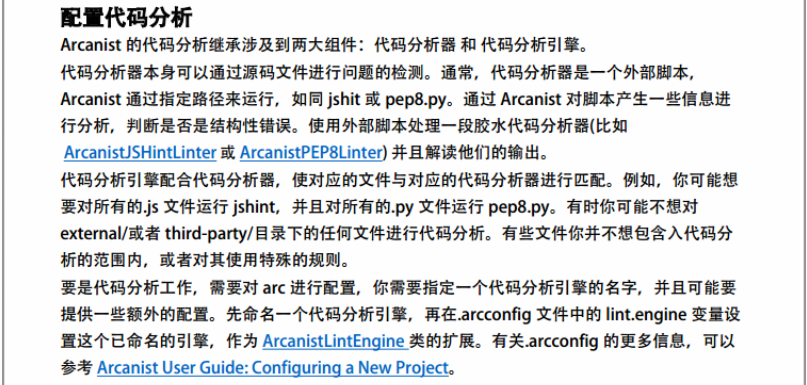 配置代码分析
Arcanist 的代码分析继承涉及到两大组件：代码分析器 和 代码分析引擎。
代码分析器本身可以通过源码文件进行问题的检测。通常，代码分析器是一个外部脚本，
Arcanist 通过指定路径来运行，如同 jshit 或 pep8.py。通过 Arcanist 对脚本产生一些信息进
行分析，判断是否是结构性错误。使用外部脚本处理一段胶水代码分析器(比如
ArcanistJSHintLinter 或 ArcanistPEP8Linter) 并且解读他们的输出。
代码分析引擎配合代码分析器，使对应的文件与对应的代码分析器进行匹配。例如，你可能想
要对所有的.js 文件运行 jshint，并且对所有的.py 文件运行 pep8.py。有时你可能不想对
external/或者 third-party/目录下的任何文件进行代码分析。有些文件你并不想包含入代码分
析的范围内，或者对其使用特殊的规则。
要是代码分析工作，需要对 arc 进行配置，你需要指定一个代码分析引擎的名字，并且可能要
提供一些额外的配置。先命名一个代码分析引擎，再在.arcconfig 文件中的 lint.engine 变量设
置这个已命名的引擎，作为 ArcanistLintEngine 类的扩展。有关.arcconfig 的更多信息，可以
参考 Arcanist User Guide: Configuring a New Project。